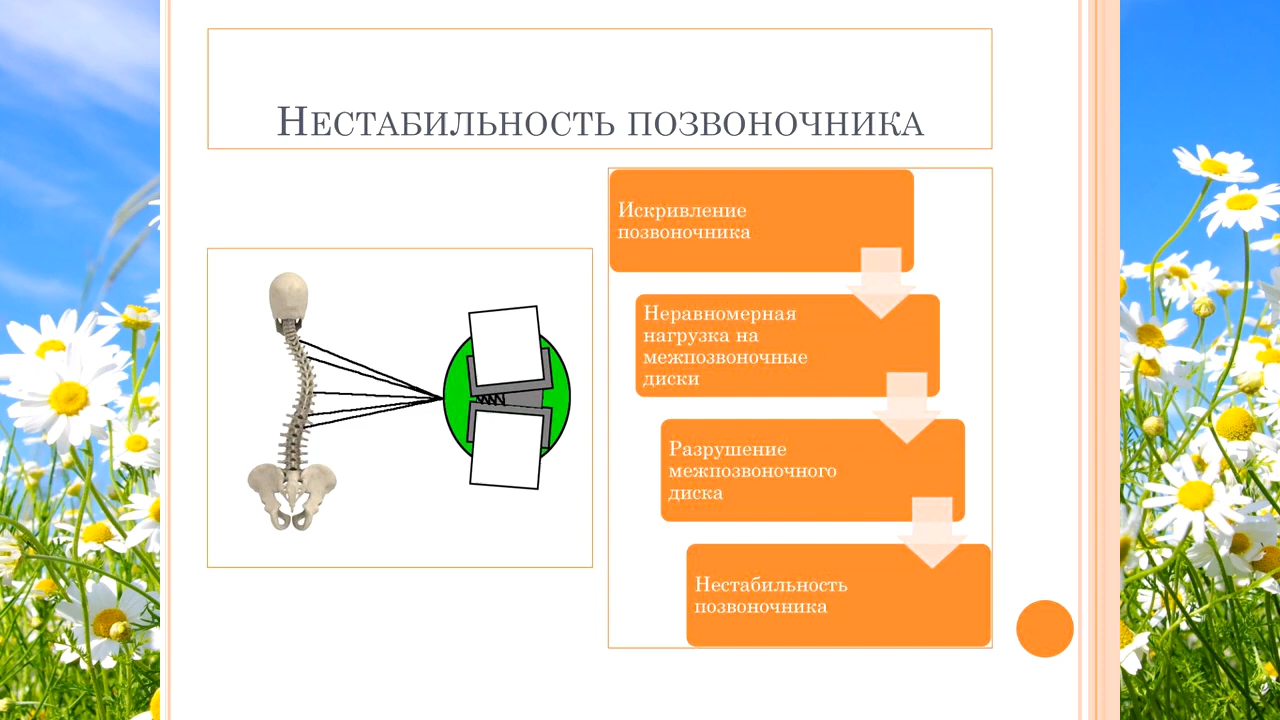 Нестабильность позвоночника
Искривление
позвоночника
Неравномерная
нагрузка на
межпозвоночные
диски
Разрушение
межпозвоночного
диска
Нестабильность
позвоночника